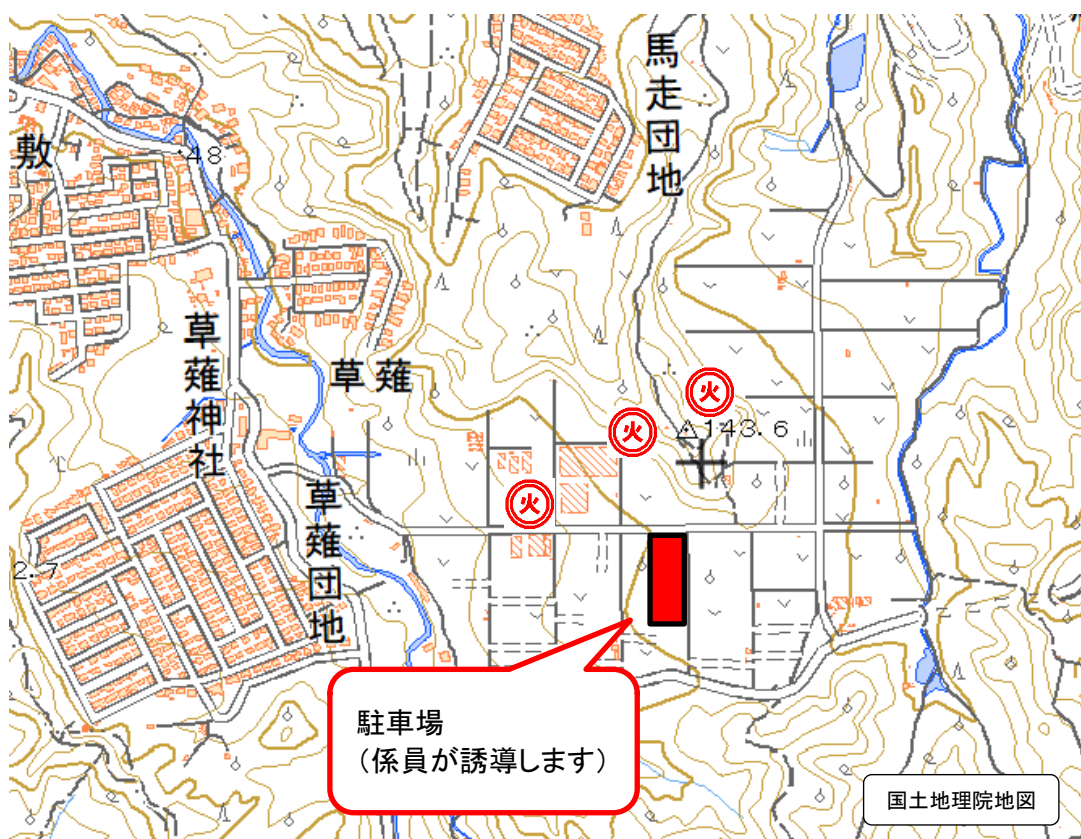 馬走団地
敷
48
草薙神社
草薙
火
火
143.6
火
草薙団地
2.7
駐車場
（係員が誘導します）
国土地理院地図